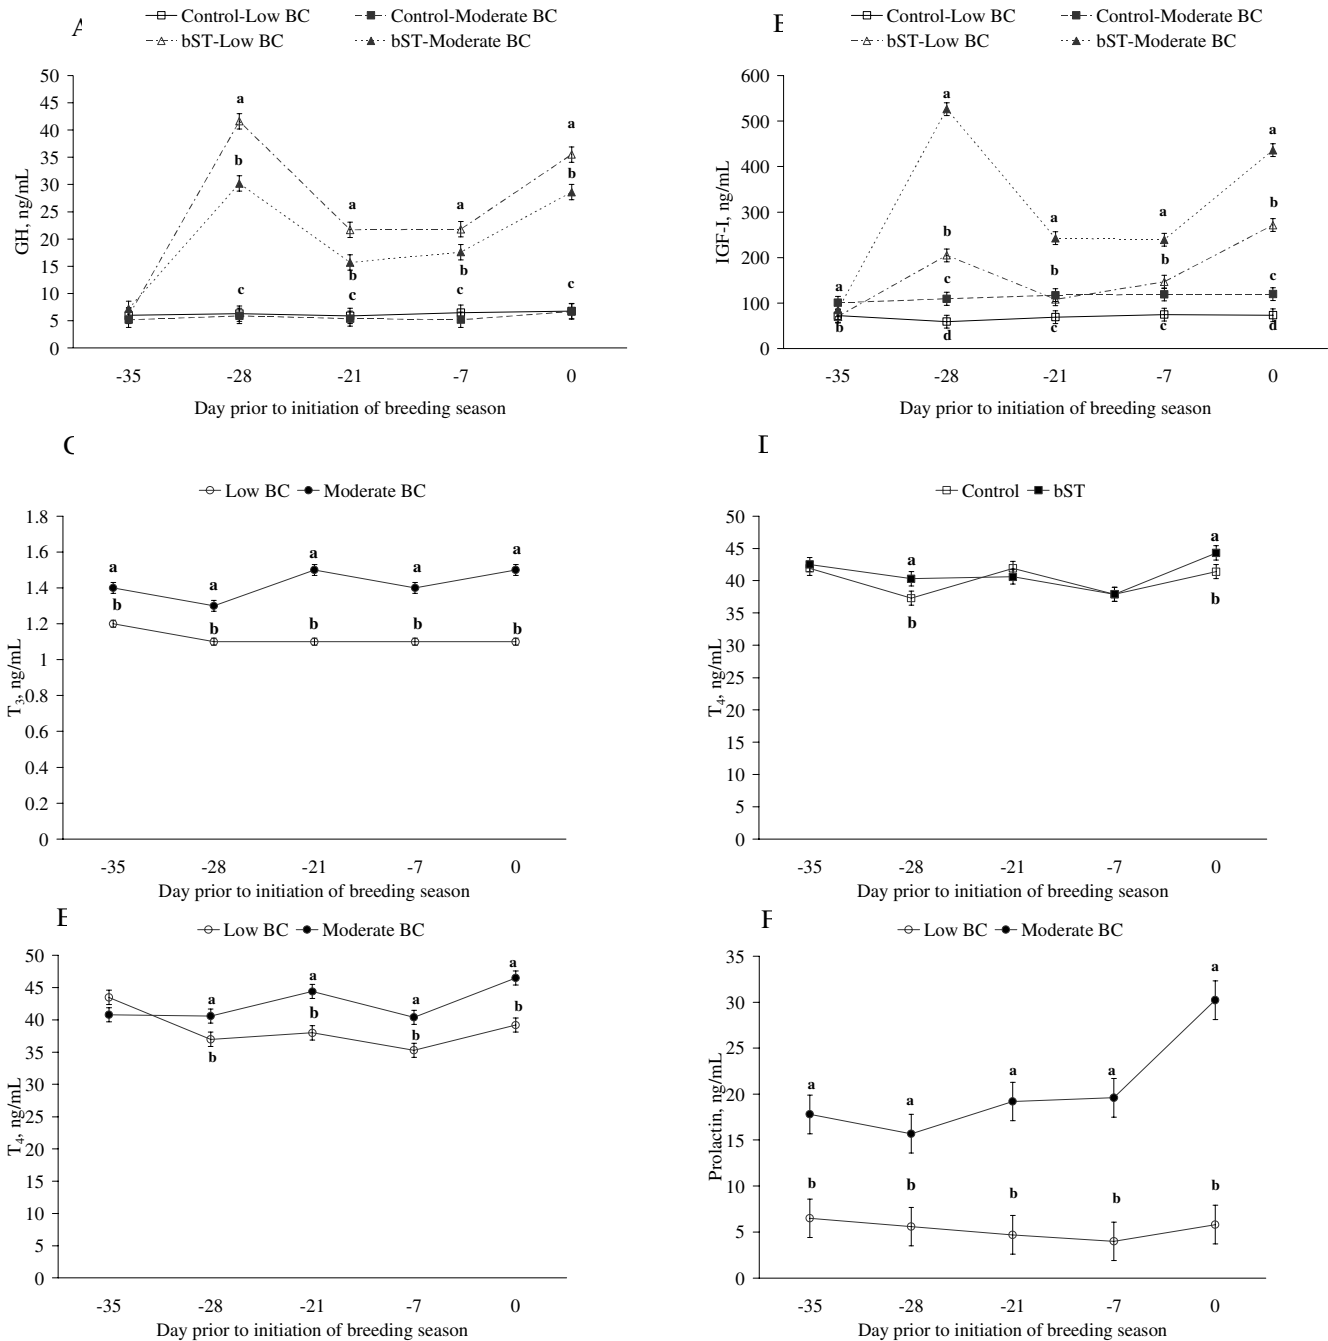 Control-Low BC Control-Moderate BC
bST-Low BC bST-Moderate BC
50
45
40
35
30
25
20
15
10
5
0
GH, ng/mL
a
b
a
b
c
a
b
c
a
b
c
c
-35 -28 -21 -7 0
Day prior to initiation of breeding season
Control-Low BC Control-Moderate BC
bST-Low BC bST-Moderate BC
600
500
400
300
200
100
0
IGF-I, ng/mL
a
b
a
b
c
d
a
b
c
a
b
c
a
b
c
d
-35 -28 -21 -7 0
Day prior to initiation of breeding season
C
Low BC Moderate BC
1.8
1.6
1.4
1.2
1
0.8
0.6
0.4
0.2
0
T3, ng/mL
a a a a a
b b b b b
-35 -28 -21 -7 0
Day prior to initiation of breeding season
Control bST
50
45
40
35
30
25
20
15
10
5
0
T4, ng/mL
a a
b b
-35 -28 -21 -7 0
Day prior to initiation of breeding season
Low BC Moderate BC
50
45
40
35
30
25
20
15
10
5
0
T4, ng/mL
a a a a
b b b b
-35 -28 -21 -7 0
Day prior to initiation of breeding season
F
Low BC Moderate BC
35
30
25
20
15
10
5
0
Prolactin, ng/mL
a a a a a
b b b b b
-35 -28 -21 -7 0
Day prior to initiation of breeding season